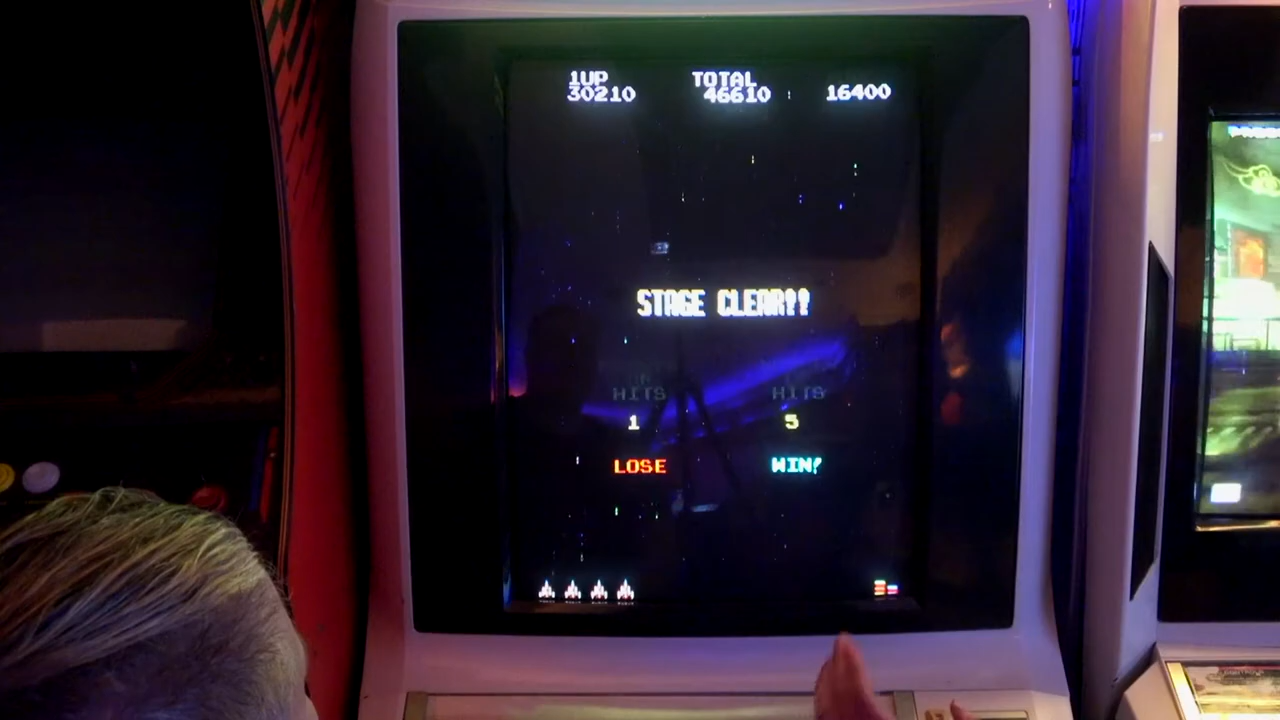 1UP TOTAL
30210 46610 16400
STAGE CLEAR!!
HITS HITS
1 5
LOSE WIN!